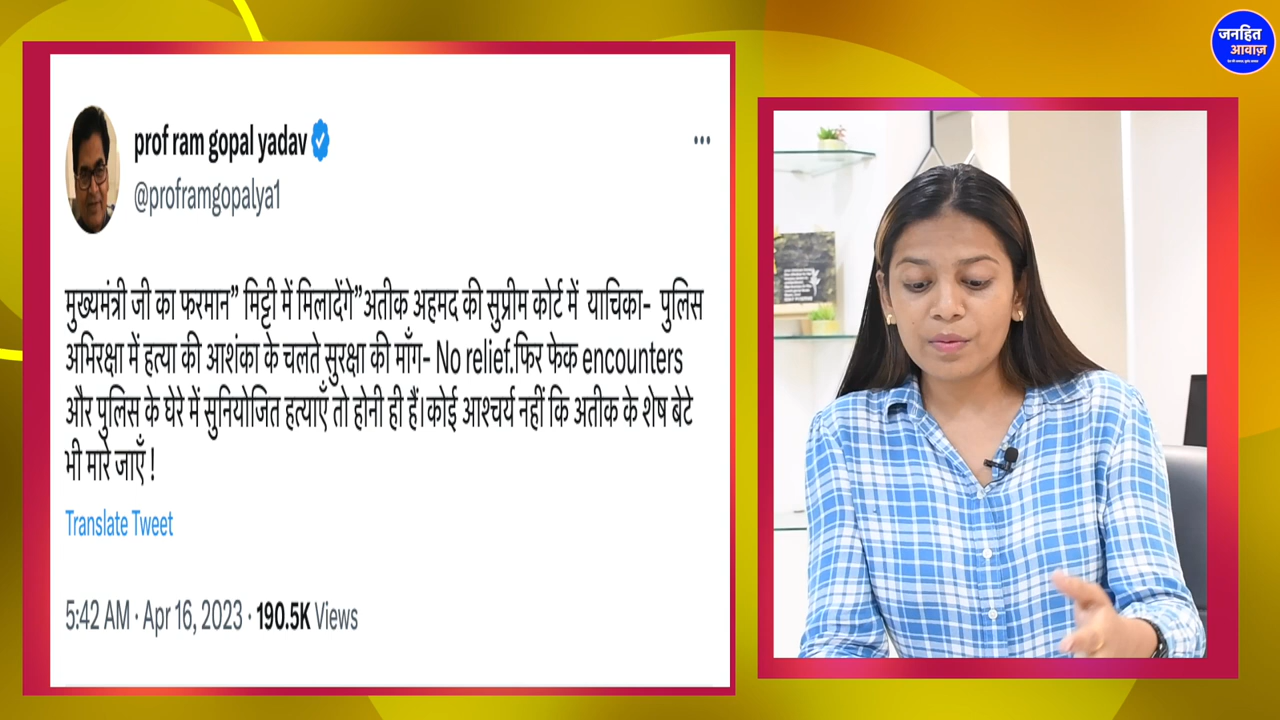 prof ram gopal yadav
@proframgopalya1
मुख्यमंत्री जी का फरमान” मिट्टी में मिलादेंगे”अतीक अहमद की सुप्रीम कोर्ट में याचिका- पुलिस
अभिरक्षा में हत्या की आशंका के चलते सुरक्षा की माँग- No relief.फिर फेक encounters
और पुलिस के घेरे में सुनियोजित हत्याएँ तो होनी ही हैं।कोई आश्चर्य नहीं कि अतीक के शेष बेटे
भी मारे जाएँ !
Translate Tweet
5:42 AM · Apr 16, 2023 · 190.5K Views
जनहित
आवाज़